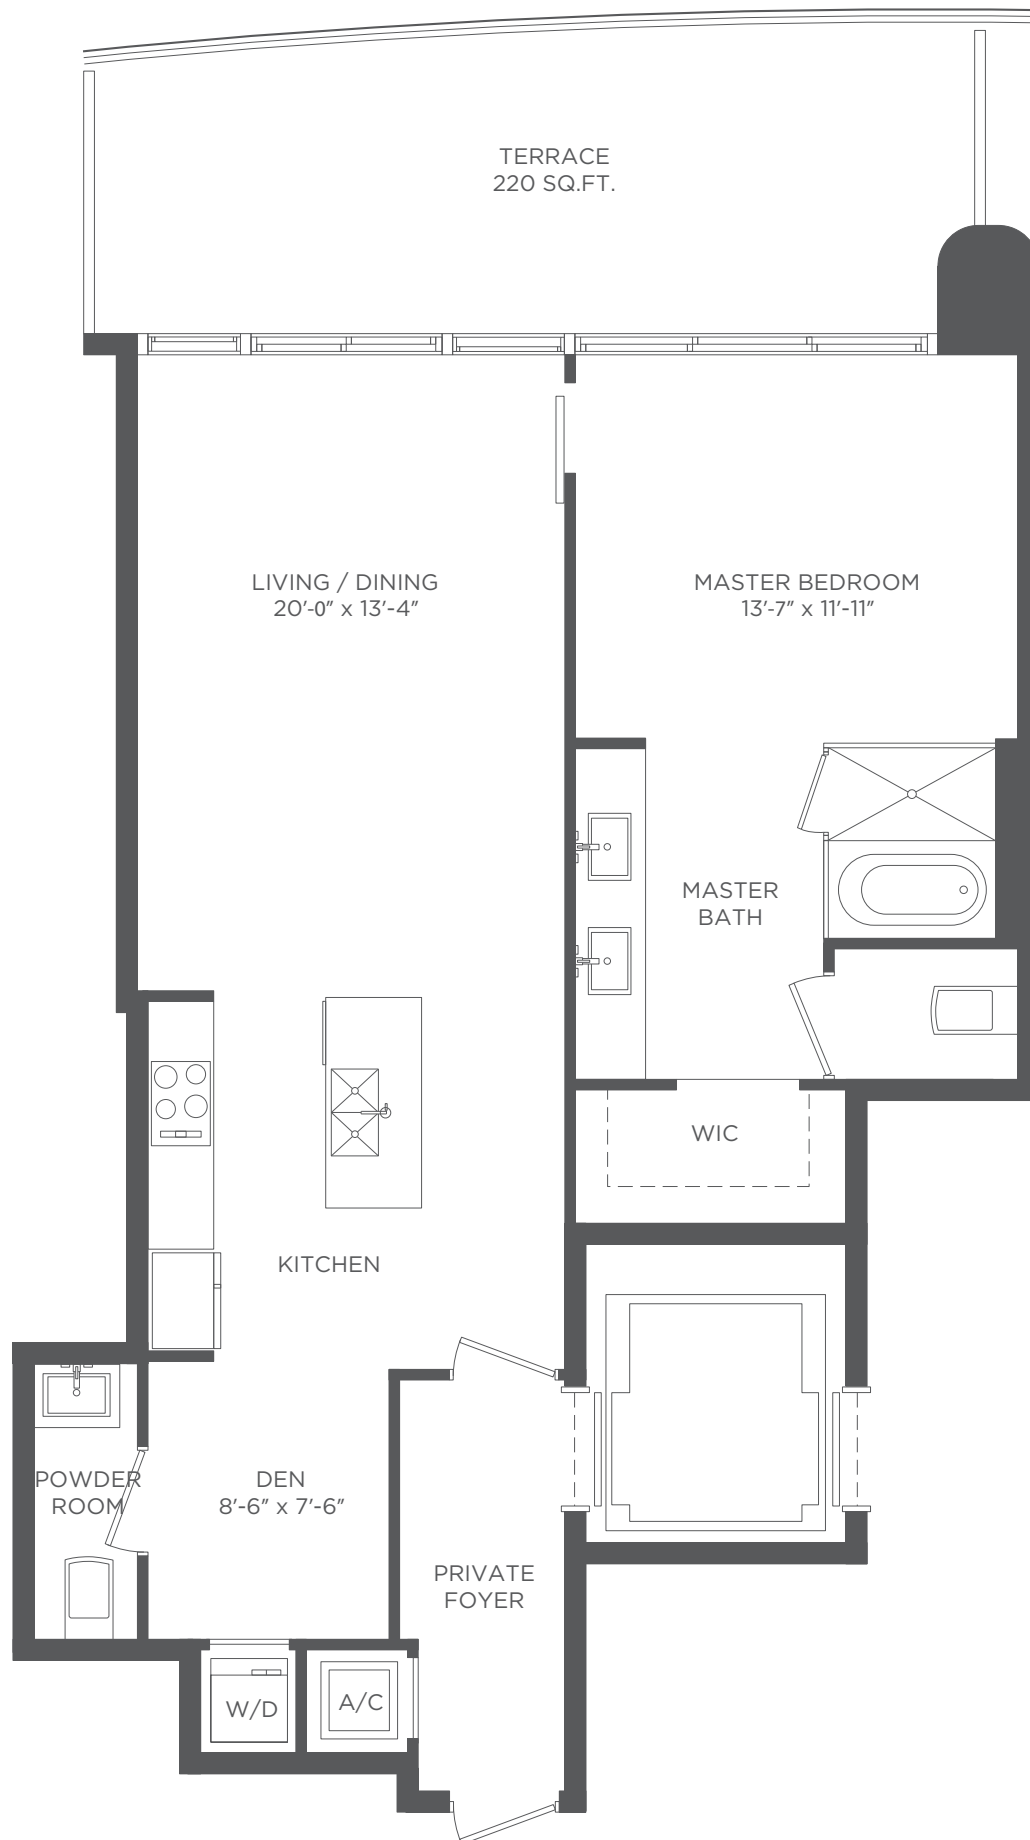 TERRACE
220 SQ.FT.
LIVING / DINING
20'-0" x 13'-4"
MASTER BEDROOM
13'-7" x 11'-11"
MASTER
BATH
WIC
KITCHEN
POWDER
ROOM
DEN
8'-6" x 7'-6"
PRIVATE
FOYER
W/D
A/C